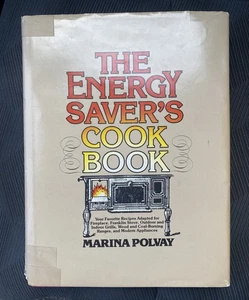 THE
ENERGY
SAVER'S
COOK
BOOK
Your Favorite Recipes Adapted for
Fireplace, Franklin Stove, Outdoor and
Indoor Grills, Wood and Coal-Burning
Ranges, and Modern Appliances
MARINA POLVAY